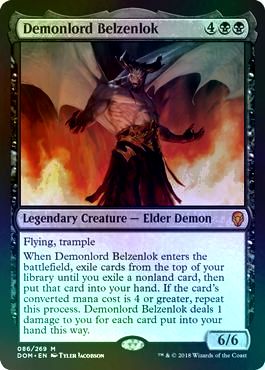 Demonlord Belzenlok 4
Legendary Creature — Elder Demon
Flying, trample
When Demonlord Belzenlok enters the
battlefield, exile cards from the top of your
library until you exile a nonland card, then
put that card into your hand. If the card's
converted mana cost is 4 or greater, repeat
this process. Demonlord Belzenlok deals 1
damage to you for each card put into your
hand this way.
6/6
086/269 M
DOM • EN TYLER JACOBSON
™ & © 2018 Wizards of the Coast